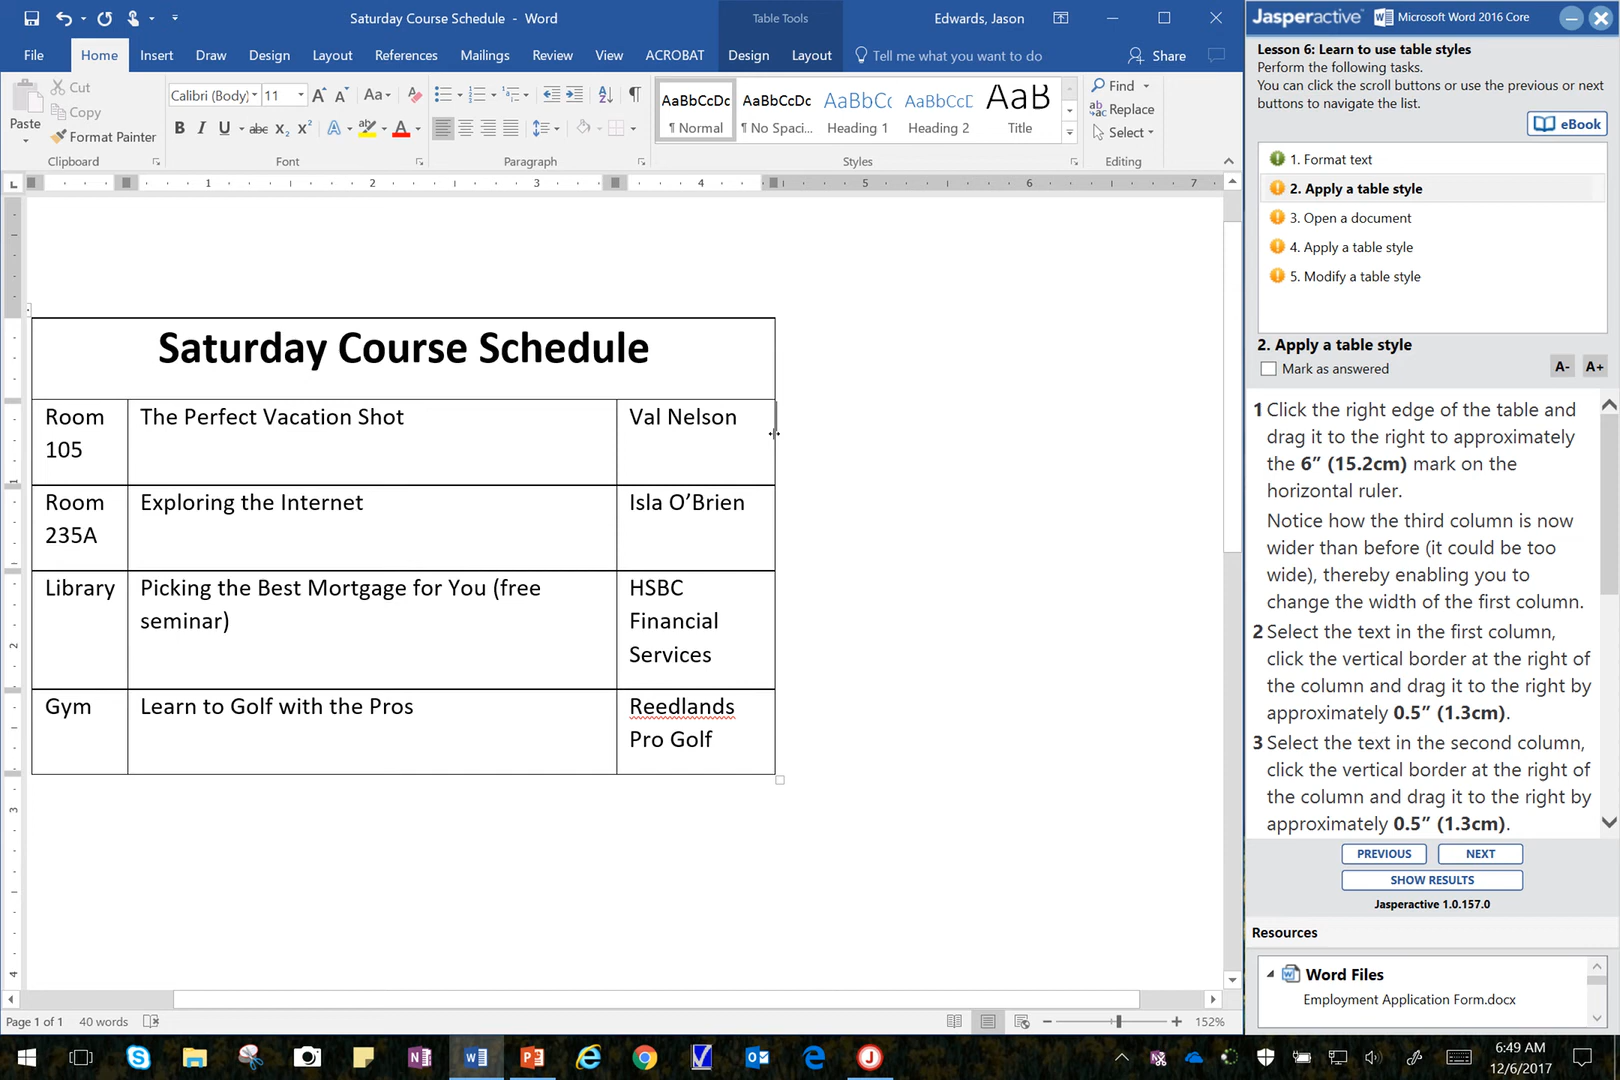 Saturday Course Schedule - Word
Table Tools
Edwards, Jason
File Home Insert Draw Design Layout References Mailings Review View ACROBAT Design Layout Tell me what you want to do Share
Paste
Cut
Copy
Format Painter
Clipboard
Calibri (Body) 11
Font
Paragraph
AaBbCcDc AaBbCcDc AaBbCc AaBbCcD AaB
¶ Normal ¶ No Spaci... Heading 1 Heading 2 Title
Styles
Find
Replace
Select
Editing
1 2 3 4 5 6 7
Saturday Course Schedule
Room 105 The Perfect Vacation Shot Val Nelson
Room 235A Exploring the Internet Isla O’Brien
Library Picking the Best Mortgage for You (free seminar) HSBC Financial Services
Gym Learn to Golf with the Pros Reedlands Pro Golf
1
2
3
4
Page 1 of 1 40 words
152%
Jasperactive Microsoft Word 2016 Core
Lesson 6: Learn to use table styles
Perform the following tasks.
You can click the scroll buttons or use the previous or next
buttons to navigate the list.
eBook
1. Format text
2. Apply a table style
3. Open a document
4. Apply a table style
5. Modify a table style
2. Apply a table style
Mark as answered
A- A+
1 Click the right edge of the table and
drag it to the right to approximately
the 6” (15.2cm) mark on the
horizontal ruler.
Notice how the third column is now
wider than before (it could be too
wide), thereby enabling you to
change the width of the first column.
2 Select the text in the first column,
click the vertical border at the right of
the column and drag it to the right by
approximately 0.5” (1.3cm).
3 Select the text in the second column,
click the vertical border at the right of
the column and drag it to the right by
approximately 0.5” (1.3cm).
PREVIOUS NEXT
SHOW RESULTS
Jasperactive 1.0.157.0
Resources
Word Files
Employment Application Form.docx
6:49 AM
12/6/2017